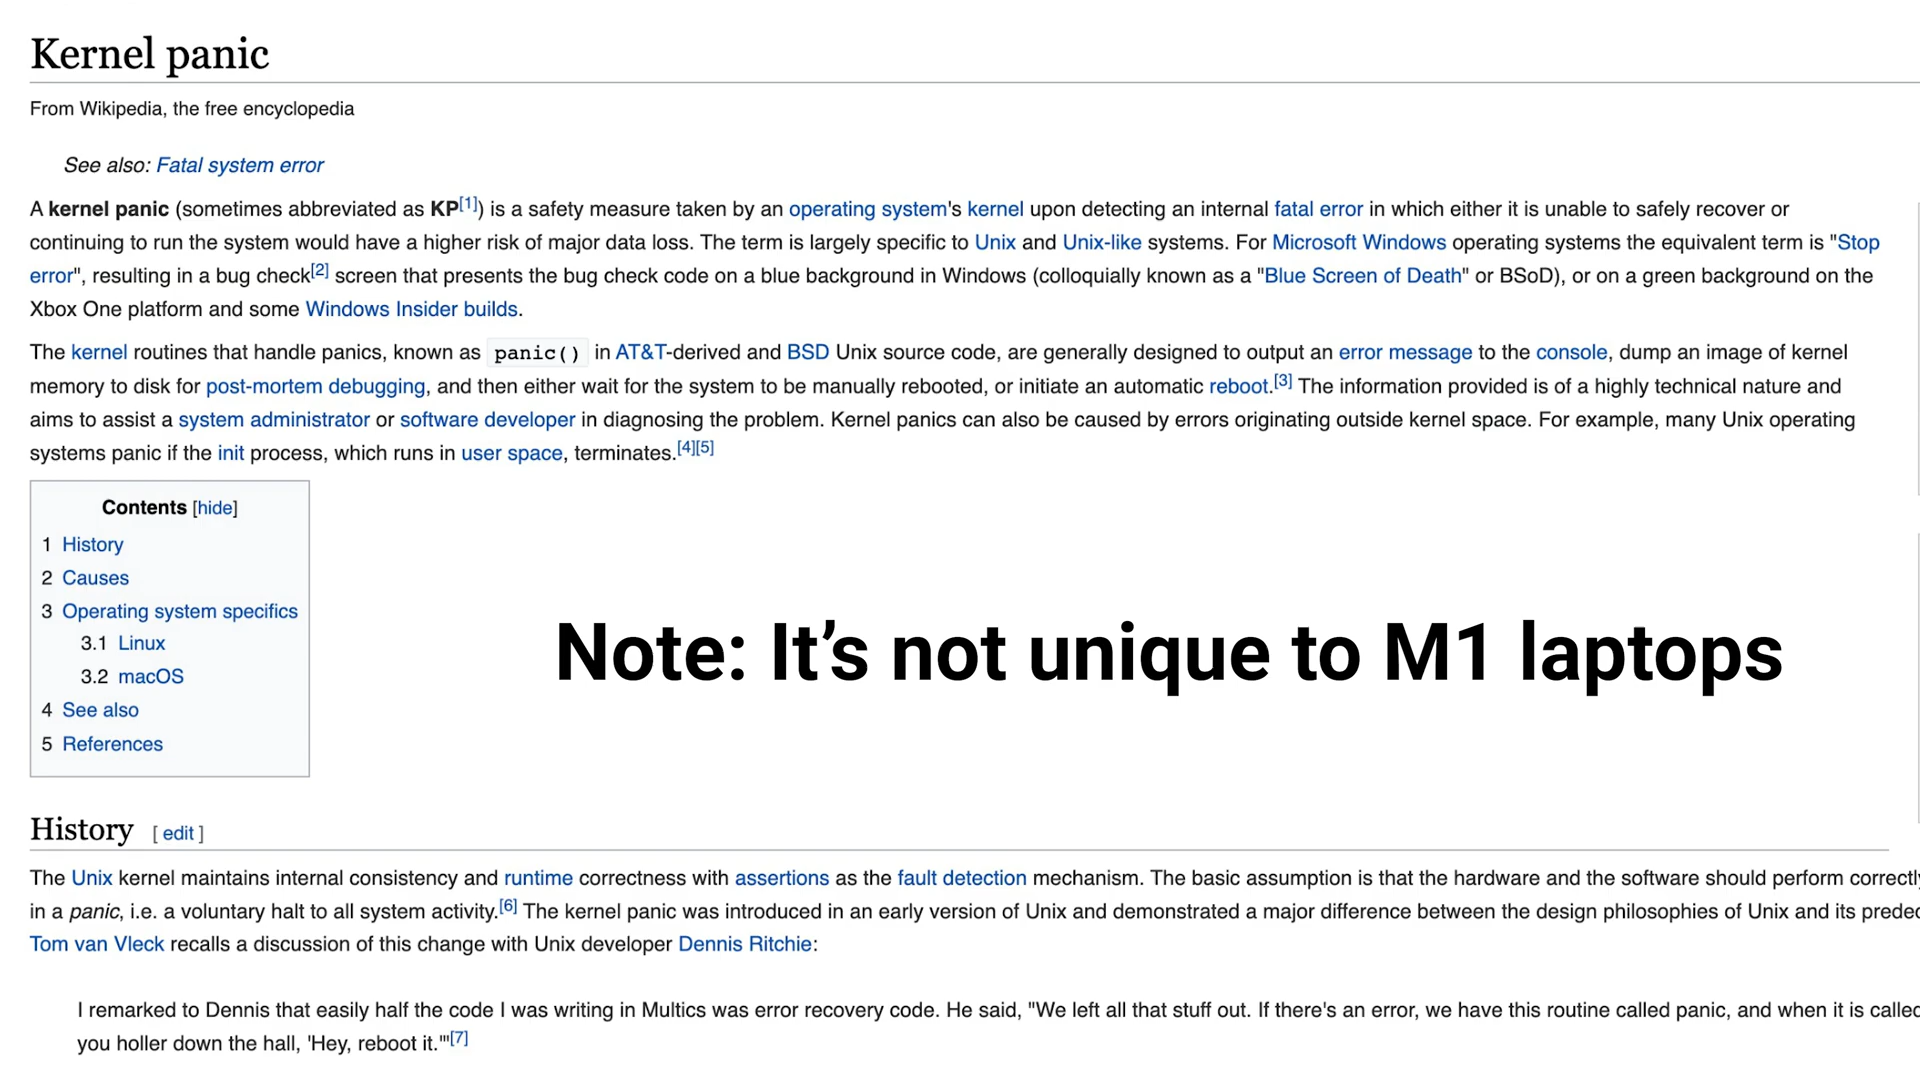 Kernel panic
From Wikipedia, the free encyclopedia
See also: Fatal system error
A kernel panic (sometimes abbreviated as KP[1]) is a safety measure taken by an operating system's kernel upon detecting an internal fatal error in which either it is unable to safely recover or
continuing to run the system would have a higher risk of major data loss. The term is largely specific to Unix and Unix-like systems. For Microsoft Windows operating systems the equivalent term is "Stop
error", resulting in a bug check[2] screen that presents the bug check code on a blue background in Windows (colloquially known as a "Blue Screen of Death" or BSoD), or on a green background on the
Xbox One platform and some Windows Insider builds.
The kernel routines that handle panics, known as panic() in AT&T-derived and BSD Unix source code, are generally designed to output an error message to the console, dump an image of kernel
memory to disk for post-mortem debugging, and then either wait for the system to be manually rebooted, or initiate an automatic reboot.[3] The information provided is of a highly technical nature and
aims to assist a system administrator or software developer in diagnosing the problem. Kernel panics can also be caused by errors originating outside kernel space. For example, many Unix operating
systems panic if the init process, which runs in user space, terminates.[4][5]
Contents [hide]
1 History
2 Causes
3 Operating system specifics
3.1 Linux
3.2 macOS
4 See also
5 References
Note: It’s not unique to M1 laptops
History [ edit ]
The Unix kernel maintains internal consistency and runtime correctness with assertions as the fault detection mechanism. The basic assumption is that the hardware and the software should perform
in a panic, i.e. a voluntary halt to all system activity.[6] The kernel panic was introduced in an early version of Unix and demonstrated a major difference between the design philosophies of Unix and its
Tom van Vleck recalls a discussion of this change with Unix developer Dennis Ritchie:
I remarked to Dennis that easily half the code I was writing in Multics was error recovery code. He said, "We left all that stuff out. If there's an error, we have this routine called panic, and when it is
you holler down the hall, 'Hey, reboot it.'"[7]